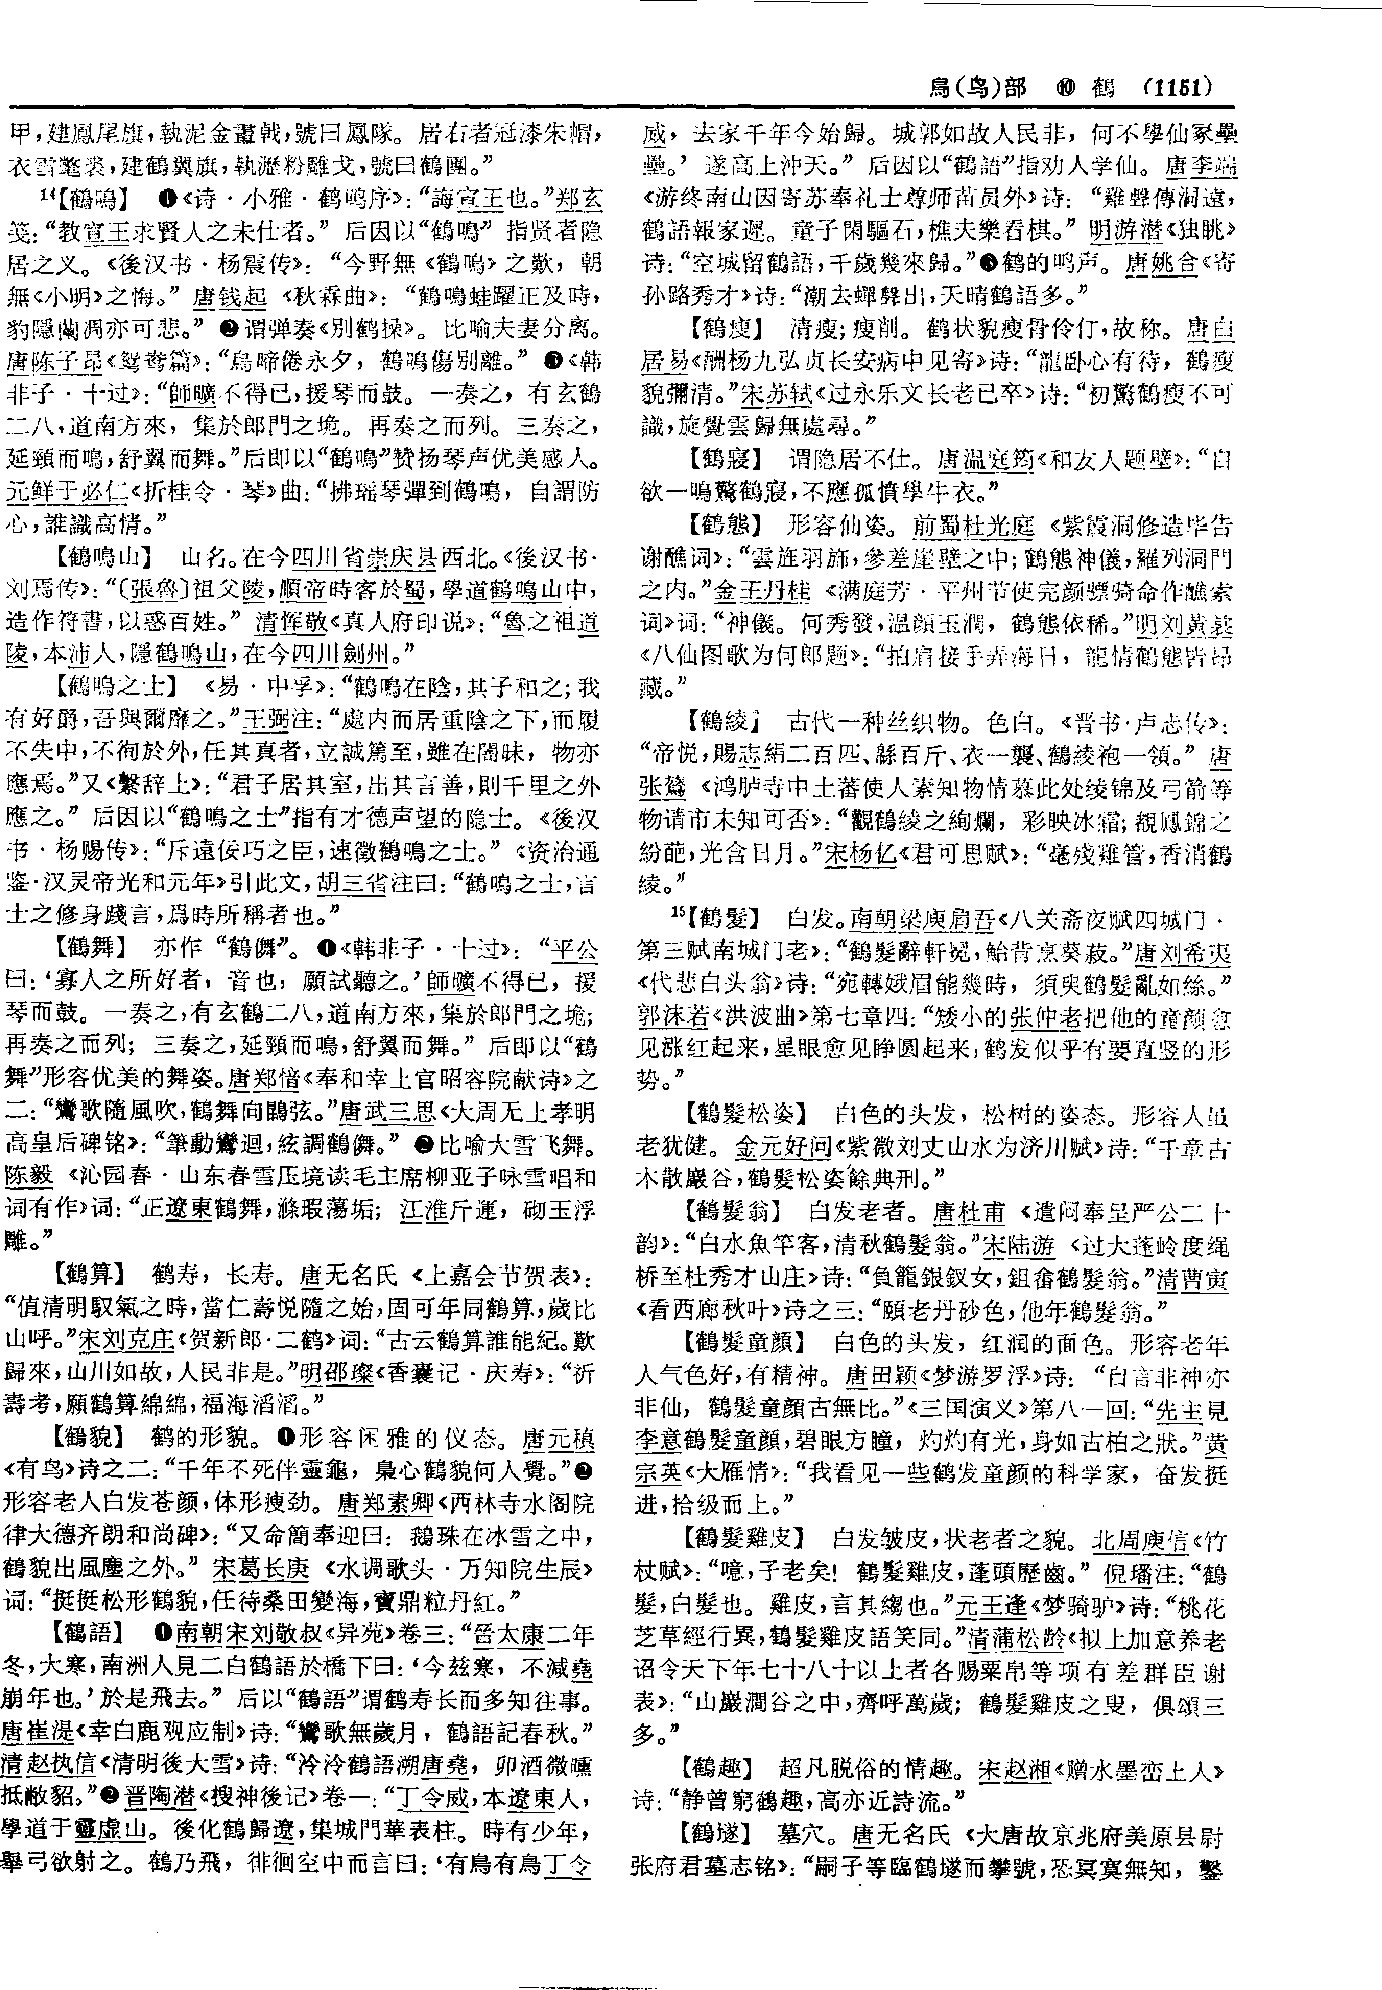 鳥(鸟)部 ⑩ 鶴 (1151)
甲，建鳳尾旗，執泥金畫戟，號曰鳳隊。居右者冠漆朱帽，
衣雪氅裘，建鶴翼旗，執瀝粉雕戈，號曰鶴團。”
14【鶴鳴】 ❶《诗·小雅·鹤鸣序》：“誨宣王也。”郑玄
笺：“教宣王求賢人之未仕者。” 后因以“鶴鳴” 指贤者隐
居之义。《後汉书·杨震传》：“今野無《鶴鳴》之歎，朝
無《小明》之悔。” 唐钱起 《秋霖曲》：“鶴鳴蛙躍正及時，
豹隱蘭凋亦可悲。” ❷谓弹奏《别鹤操》。比喻夫妻分离。
唐陈子昂《鸳鸯篇》：“烏啼倦永夕，鶴鳴傷別離。” ❸《韩
非子·十过》：“師曠不得已，援琴而鼓。一奏之，有玄鶴
二八，道南方來，集於郎門之垝。再奏之而列。三奏之，
延頸而鳴，舒翼而舞。”后即以“鶴鳴”赞扬琴声优美感人。
元鲜于必仁《折桂令·琴》曲：“拂瑶琴彈到鶴鳴，自謂防
心，誰識高情。”
【鶴鳴山】 山名。在今四川省崇庆县西北。《後汉书·
刘焉传》：“〔張魯〕祖父陵，順帝時客於蜀，學道鶴鳴山中，
造作符書，以惑百姓。” 清恽敬《真人府印说》：“魯之祖道
陵，本沛人，隱鶴鳴山，在今四川劍州。”
【鶴鳴之士】 《易·中孚》：“鶴鳴在陰，其子和之；我
有好爵，吾與爾靡之。”王弼注：“處内而居重陰之下，而履
不失中，不徇於外，任其真者，立誠篤至，雖在闇昧，物亦
應焉。”又《繫辞上》：“君子居其室，出其言善，則千里之外
應之。” 后因以“鶴鳴之士”指有才德声望的隐士。《後汉
书·杨赐传》：“斥遠佞巧之臣，速徵鶴鳴之士。” 《资治通
鉴·汉灵帝光和元年》引此文，胡三省注曰：“鶴鳴之士，言
士之修身踐言，爲時所稱者也。”
【鶴舞】 亦作“鶴儛”。❶《韩非子·十过》：“平公
曰：‘寡人之所好者，音也，願試聽之。’師曠不得已，援
琴而鼓。一奏之，有玄鶴二八，道南方來，集於郎門之垝；
再奏之而列；三奏之，延頸而鳴，舒翼而舞。” 后即以“鶴
舞”形容优美的舞姿。唐郑愔《奉和幸上官昭容院献诗》之
二：“鸞歌隨風吹，鶴舞向鵾弦。”唐武三思《大周无上孝明
高皇后碑铭》：“筆動鸞迴，絃調鶴儛。” ❷比喻大雪飞舞。
陈毅 《沁园春·山东春雪压境读毛主席柳亚子咏雪唱和
词有作》词：“正遼東鶴舞，滌瑕蕩垢；江淮斤運，砌玉浮
雕。”
【鶴算】 鹤寿，长寿。唐无名氏《上嘉会节贺表》：
“值清明馭氣之時，當仁壽悦隨之始，固可年同鶴算，歲比
山呼。”宋刘克庄《贺新郎·二鹤》词：“古云鶴算誰能紀。歎
歸來，山川如故，人民非是。”明邵璨《香囊记·庆寿》：“祈
壽考，願鶴算綿綿，福海滔滔。”
【鶴貌】 鹤的形貌。❶形容闲雅的仪态。唐元稹
《有鸟》诗之二：“千年不死伴靈龜，梟心鶴貌何人覺。”❷
形容老人白发苍颜，体形瘦劲。唐郑素卿《西林寺水阁院
律大德齐朗和尚碑》：“又命簡奉迎曰：鵝珠在冰雪之中，
鶴貌出風塵之外。” 宋葛长庚 《水调歌头·万知院生辰》
词：“挺挺松形鶴貌，任待桑田變海，寶鼎粒丹紅。”
【鶴語】 ❶南朝宋刘敬叔《异苑》卷三：“晉太康二年
冬，大寒，南洲人見二白鶴語於橋下曰：‘今兹寒，不減堯
崩年也。’於是飛去。” 后以“鶴語”谓鹤寿长而多知往事。
唐崔湜《幸白鹿观应制》诗：“鸞歌無歲月，鶴語記春秋。”
清赵执信《清明後大雪》诗：“泠泠鶴語溯唐堯，卯酒微曛
抵敝貂。”❷晋陶潜《搜神後记》卷一：“丁令威，本遼東人，
學道于靈虚山。後化鶴歸遼，集城門華表柱。時有少年，
舉弓欲射之。鶴乃飛，徘徊空中而言曰：‘有鳥有鳥丁令
威，去家千年今始歸。城郭如故人民非，何不學仙冢壘
壘。’ 遂高上沖天。” 后因以“鶴語”指劝人学仙。唐李端
《游终南山因寄苏奉礼士尊师苗员外》诗：“雞聲傳澗遠，
鶴語報家遲。童子閑驅石，樵夫樂看棋。” 明游潜《独眺》
诗：“空城留鶴語，千歲幾來歸。”❸鹤的鸣声。唐姚合《寄
孙路秀才》诗：“潮去蟬聲出，天晴鶴語多。”
【鶴瘦】 清瘦；瘦削。鹤状貌瘦骨伶仃，故称。唐白
居易《酬杨九弘贞长安病中见寄》诗：“龍卧心有待，鶴瘦
貌彌清。”宋苏轼《过永乐文长老已卒》诗：“初驚鶴瘦不可
識，旋覺雲歸無處尋。”
【鶴寢】 谓隐居不仕。唐温庭筠《和友人题壁》：“自
欲一鳴驚鶴寢，不應孤憤學牛衣。”
【鶴態】 形容仙姿。前蜀杜光庭 《紫霞洞修造毕告
谢醮词》：“雲旌羽旆，參差崖壁之中；鶴態神儀，羅列洞門
之内。”金王丹桂 《满庭芳·平州节使完颜骠骑命作醮索
词》词：“神儀。何秀發，温顔玉潤，鶴態依稀。”明刘黄裳
《八仙图歌为何郎题》：“拍肩接手弄海日，龍情鶴態皆昂
藏。”
【鶴綾】 古代一种丝织物。色白。《晋书·卢志传》：
“帝悦，賜志絹二百匹、緜百斤、衣一襲、鶴綾袍一領。” 唐
张鷟 《鸿胪寺中土蕃使人素知物情慕此处绫锦及弓箭等
物请市未知可否》：“觀鶴綾之絢爛，彩映冰霜；覩鳳錦之
紛葩，光含日月。”宋杨亿《君可思赋》：“毫殘雞管，香消鶴
綾。”
15【鶴髮】 白发。南朝梁庾肩吾《八关斋夜赋四城门·
第三赋南城门老》：“鶴髮辭軒冕，鮐背烹葵菽。”唐刘希夷
《代悲白头翁》诗：“宛轉娥眉能幾時，須臾鶴髮亂如絲。”
郭沫若《洪波曲》第七章四：“矮小的张仲老把他的童颜愈
见涨红起来，星眼愈见睁圆起来，鹤发似乎有要直竖的形
势。”
【鶴髮松姿】 白色的头发，松树的姿态。形容人虽
老犹健。金元好问《紫微刘丈山水为济川赋》诗：“千章古
木散巖谷，鶴髮松姿餘典刑。”
【鶴髮翁】 白发老者。唐杜甫 《遣闷奉呈严公二十
韵》：“白水魚竿客，清秋鶴髮翁。”宋陆游 《过大蓬岭度绳
桥至杜秀才山庄》诗：“負籠銀釵女，鉏畬鶴髮翁。”清曹寅
《看西廊秋叶》诗之三：“頤老丹砂色，他年鶴髮翁。”
【鶴髮童顔】 白色的头发，红润的面色。形容老年
人气色好，有精神。唐田颖《梦游罗浮》诗：“自言非神亦
非仙，鶴髮童顔古無比。”《三国演义》第八一回：“先主見
李意鶴髮童顔，碧眼方瞳，灼灼有光，身如古柏之狀。”黄
宗英《大雁情》：“我看见一些鹤发童颜的科学家，奋发挺
进，拾级而上。”
【鶴髮雞皮】 白发皱皮，状老者之貌。北周庾信《竹
杖赋》：“噫，子老矣！鶴髮雞皮，蓬頭歷齒。” 倪璠注：“鶴
髮，白髮也。雞皮，言其縐也。”元王逢《梦骑驴》诗：“桃花
芝草經行異，鶴髮雞皮語笑同。”清蒲松龄《拟上加意养老
诏令天下年七十八十以上者各赐粟帛等项有差群臣谢
表》：“山巖澗谷之中，齊呼萬歲；鶴髮雞皮之叟，俱頌三
多。”
【鶴趣】 超凡脱俗的情趣。宋赵湘《赠水墨峦上人》
诗：“静曾窮鶴趣，高亦近詩流。”
【鶴墢】 墓穴。唐无名氏 《大唐故京兆府美原县尉
张府君墓志铭》：“嗣子等臨鶴墢而攀號，恐冥寞無知，鑿